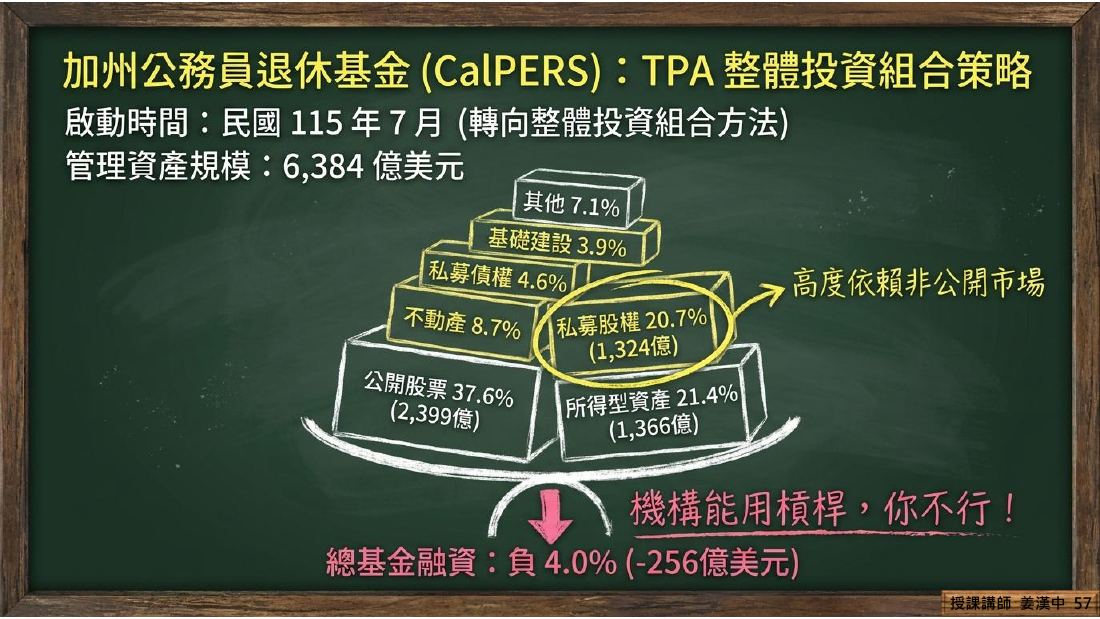 加州公務員退休基金 (CalPERS)：TPA 整體投資組合策略
啟動時間：民國 115 年 7 月 (轉向整體投資組合方法)
管理資產規模：6,384 億美元
其他 7.1%
基礎建設 3.9%
私募債權 4.6%
不動產 8.7%
私募股權 20.7%
(1,324億)
高度依賴非公開市場
公開股票 37.6%
(2,399億)
所得型資產 21.4%
(1,366億)
機構能用槓桿，你不行！
總基金融資：負 4.0% (-256億美元)
授課講師 姜漢中 57